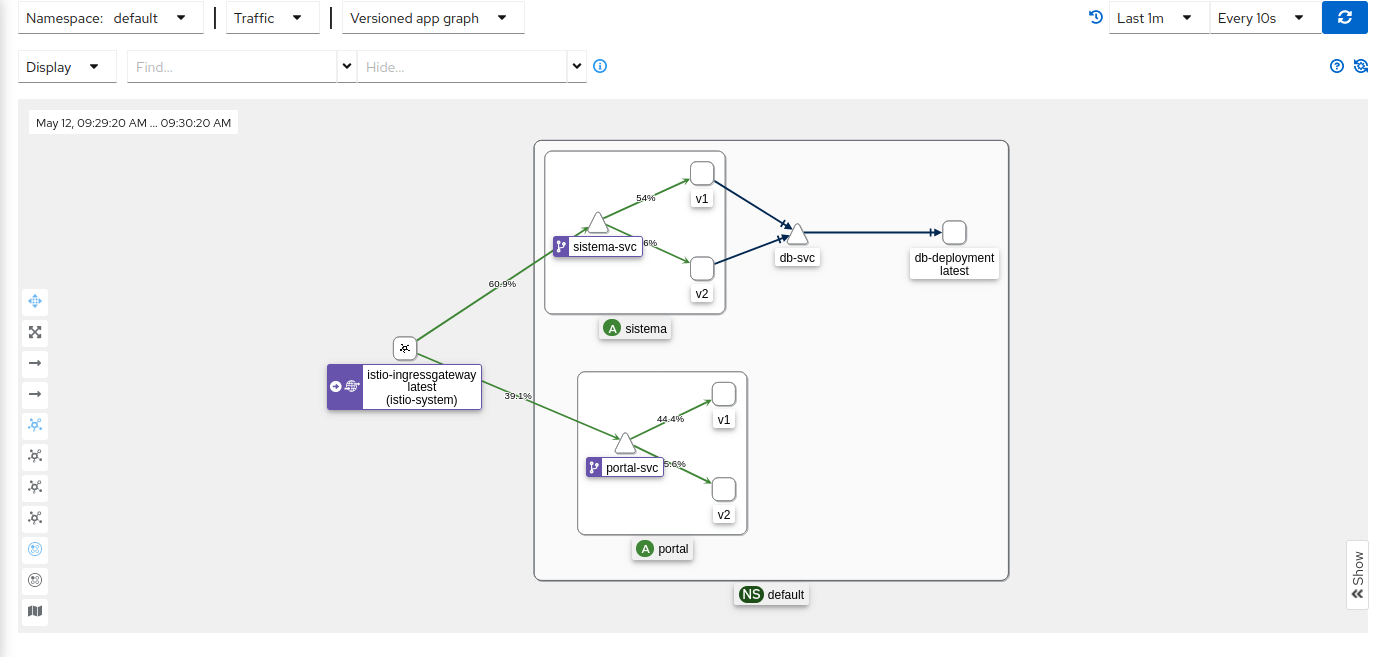 Namespace: default
Traffic
Versioned app graph
Last 1m
Every 10s
Display
Find...
Hide...
May 12, 09:29:20 AM ... 09:30:20 AM
54%
v1
sistema-svc
6%
db-svc
db-deployment
latest
60.9%
v2
A sistema
istio-ingressgateway
latest
(istio-system)
39.1%
44.4%
v1
portal-svc
5.6%
v2
A portal
NS default
Show